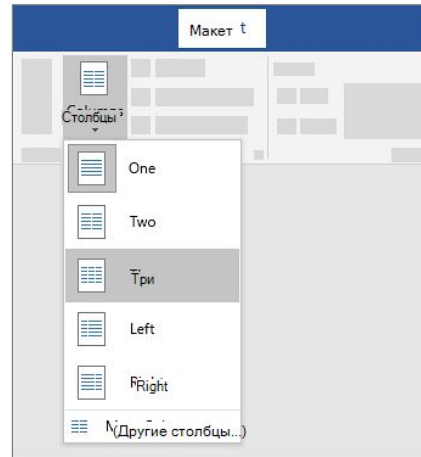 Макет t
Столбцы
One
Two
Три
Left
Right
(Другие столбцы...)